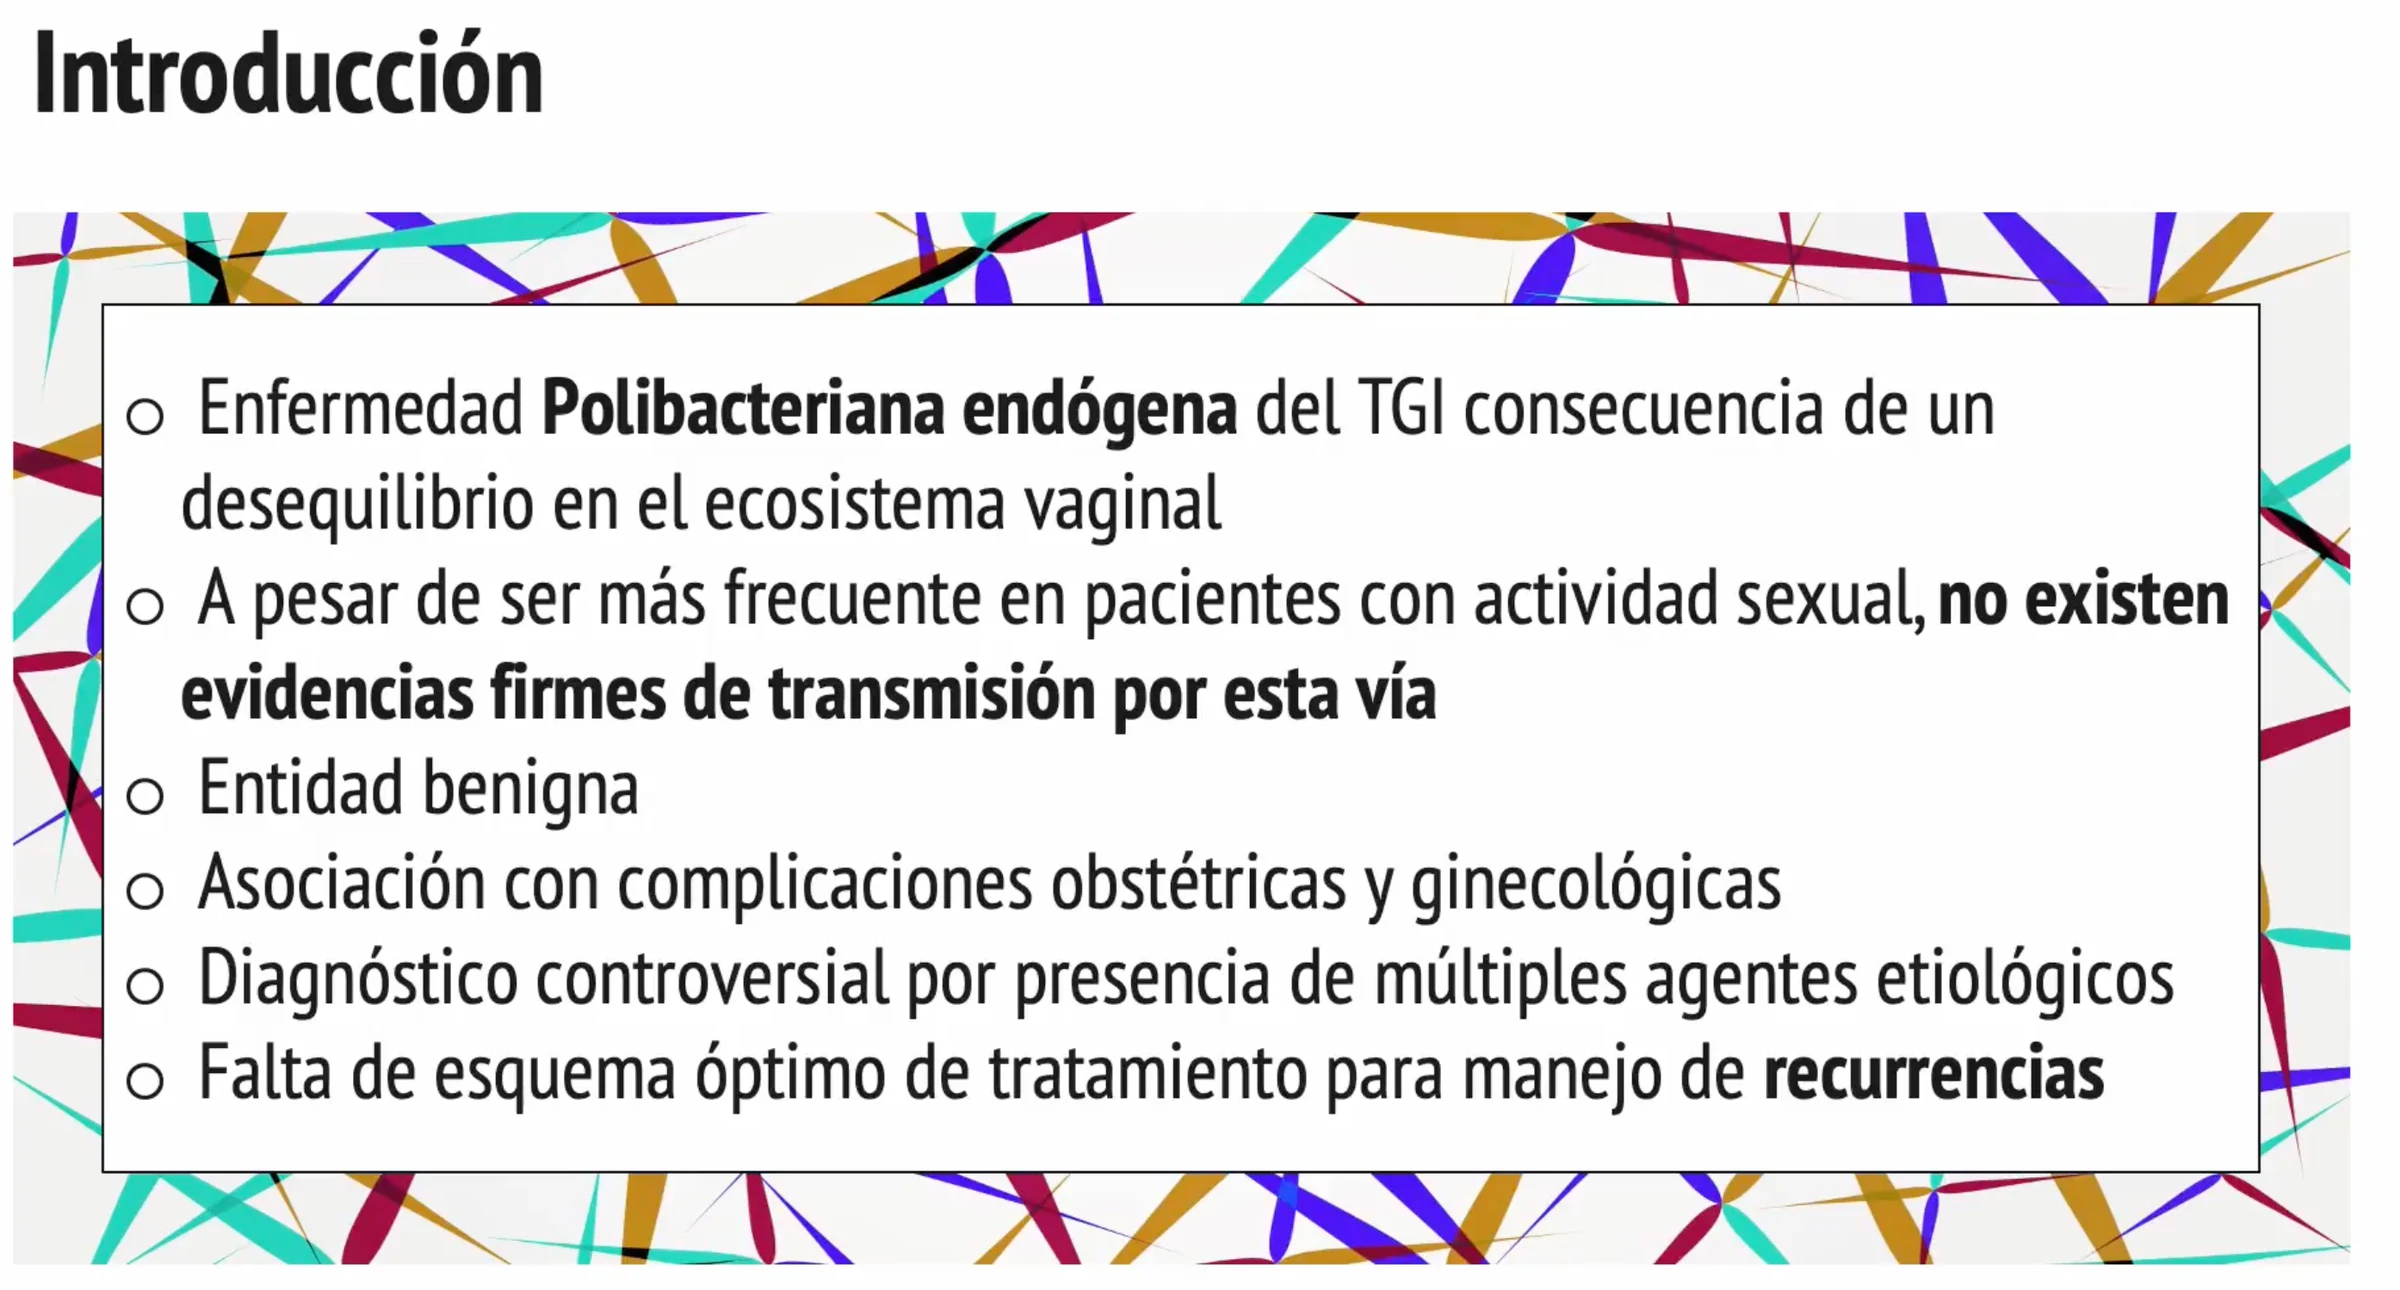 Introducción
○ Enfermedad Polibacteriana endógena del TGI consecuencia de un
desequilibrio en el ecosistema vaginal
○ A pesar de ser más frecuente en pacientes con actividad sexual, no existen
evidencias firmes de transmisión por esta vía
○ Entidad benigna
○ Asociación con complicaciones obstétricas y ginecológicas
○ Diagnóstico controversial por presencia de múltiples agentes etiológicos
○ Falta de esquema óptimo de tratamiento para manejo de recurrencias